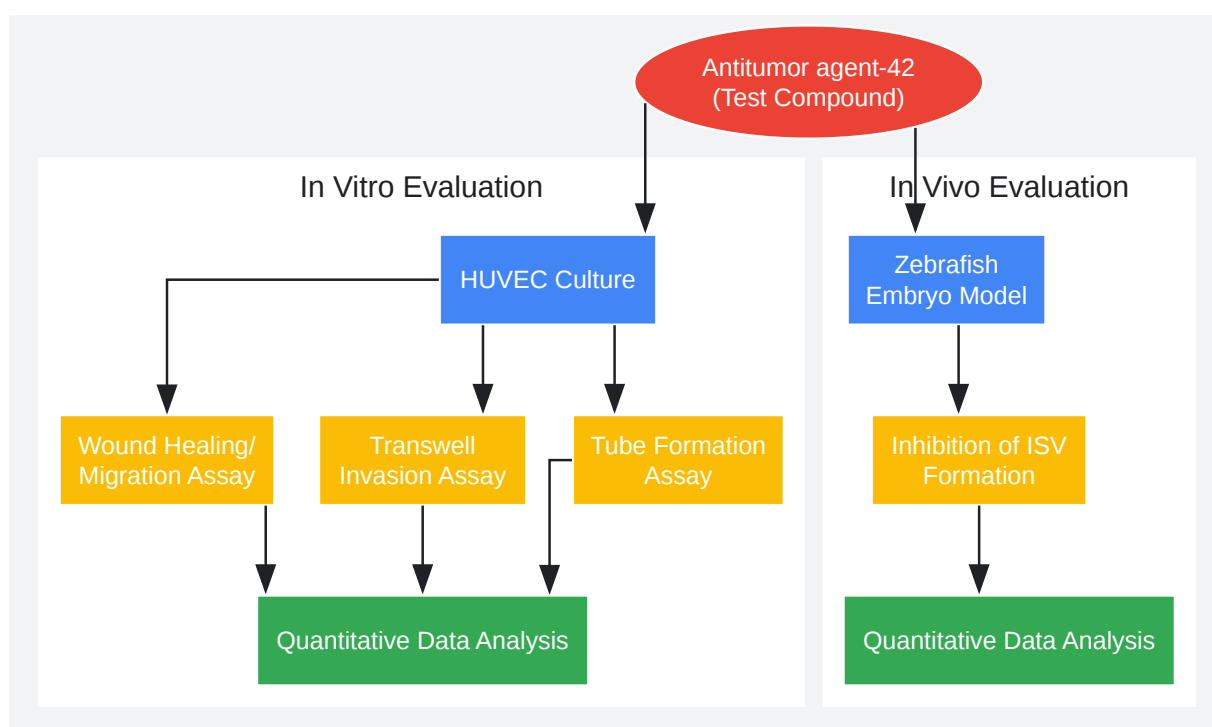 Antitumor agent-42
(Test Compound)
In Vitro Evaluation
HUVEC Culture
Wound Healing/
Migration Assay
Transwell
Invasion Assay
Tube Formation
Assay
Quantitative Data Analysis
In Vivo Evaluation
Zebrafish
Embryo Model
Inhibition of ISV
Formation
Quantitative Data Analysis